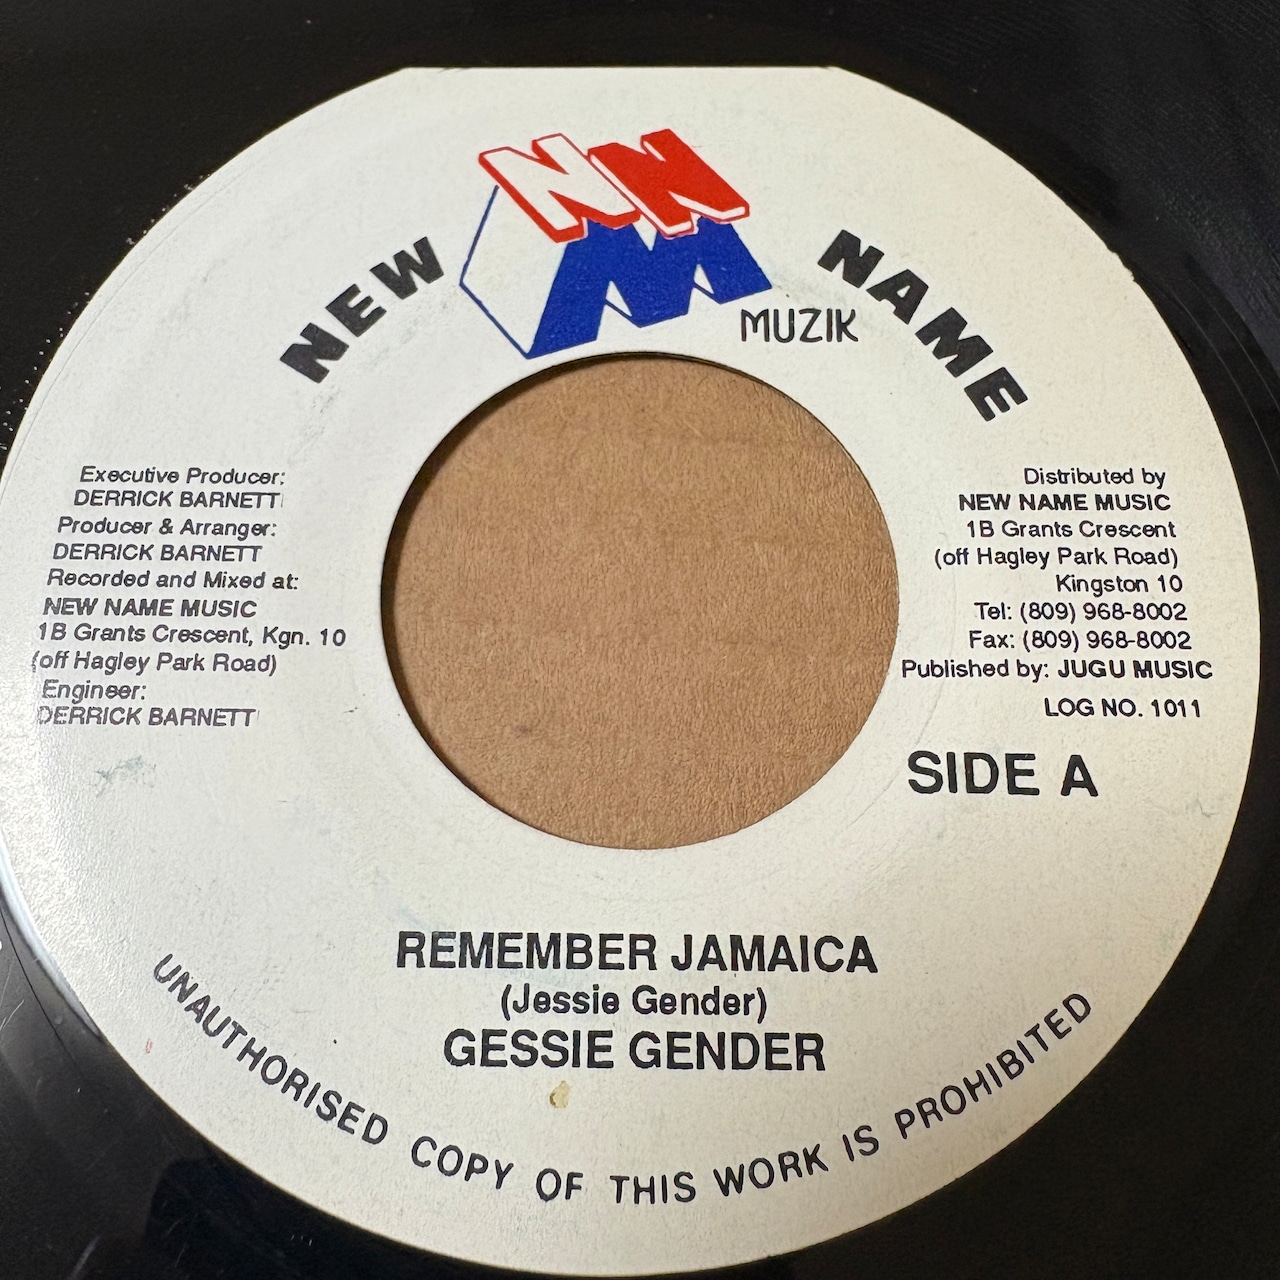 NEW NAME
NNM
MUZIK
Executive Producer:
DERRICK BARNETT
Producer & Arranger:
DERRICK BARNETT
Recorded and Mixed at:
NEW NAME MUSIC
1B Grants Crescent, Kgn. 10
(off Hagley Park Road)
Engineer:
DERRICK BARNETT
Distributed by
NEW NAME MUSIC
1B Grants Crescent
(off Hagley Park Road)
Kingston 10
Tel: (809) 968-8002
Fax: (809) 968-8002
Published by: JUGU MUSIC
LOG NO. 1011
SIDE A
REMEMBER JAMAICA
(Jessie Gender)
GESSIE GENDER
UNAUTHORISED COPY OF THIS WORK IS PROHIBITED